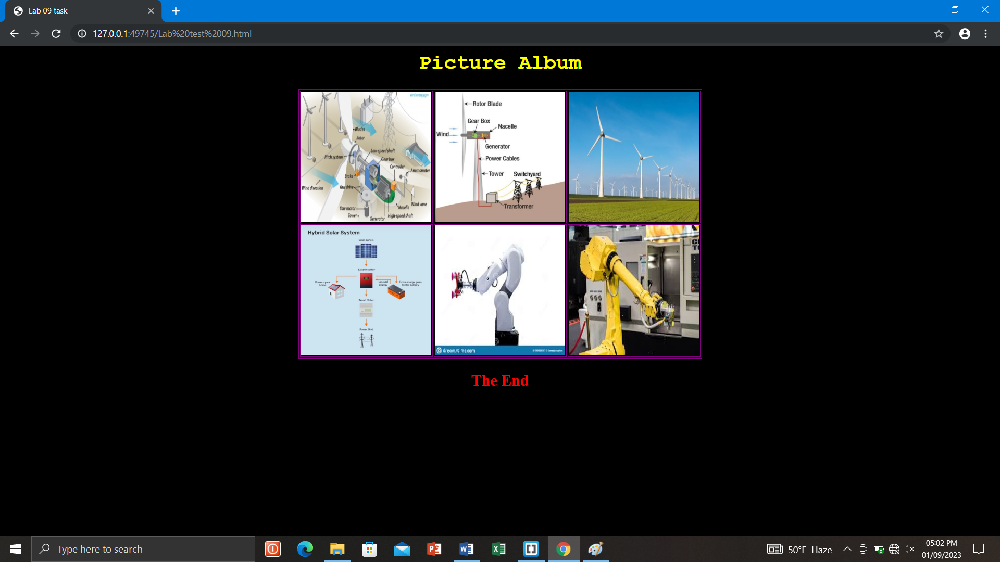 Lab 09 task
127.0.0.1:49745/Lab%20test%2009.html
Picture Album
wind.energy.gov
Blades
Rotor
Pitch system
Low-speed shaft
Gear box
Controller
Anemometer
Brake
Wind direction
Yaw drive
Wind vane
Yaw motor
Nacelle
Tower
Generator
High-speed shaft
Rotor Blade
Gear Box
Nacelle
Wind
Generator
Power Cables
Tower
Switchyard
Transformer
Hybrid Solar System
Solar panels
Solar Inverter
Powers your
home
Unused
energy
Extra energy goes
to the battery
Smart Motor
Power Grid
dreamstime.com
The End
Type here to search
50°F Haze
05:02 PM
01/09/2023